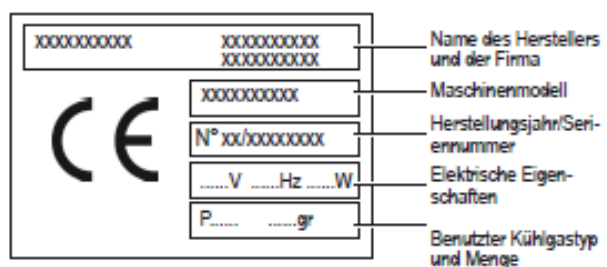 XXXXXXXXXX XXXXXXXXXX
XXXXXXXXXX
Name des Herstellers
und der Firma
XXXXXXXXXX
Maschinenmodell
CE
N° xx/xxxxxxxx
Herstellungsjahr/Seri-
ennummer
.......V .......Hz .......W
Elektrische Eigen-
schaften
P....... .......gr
Benutzter Kühlgastyp
und Menge